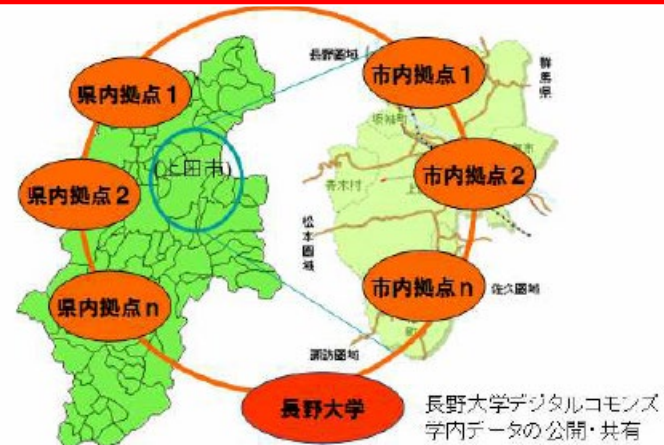 長野圏域
市内拠点1
群馬県
県内拠点1
坂城町
(上田市)
市内拠点2
県内拠点2
青木村
松本圏域
県内拠点n
市内拠点n
佐久圏域
諏訪圏域
長野大学
長野大学デジタルコモンズ
学内データの公開・共有